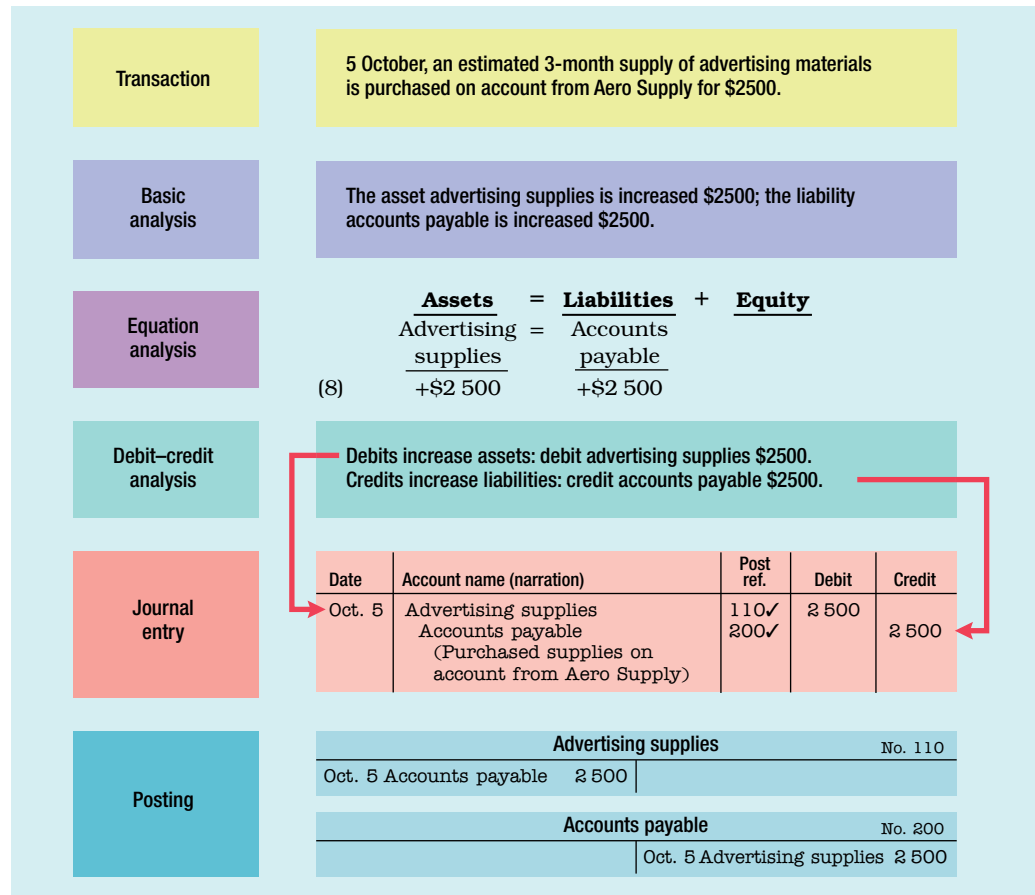 Transaction
5 October, an estimated 3-month supply of advertising materials
is purchased on account from Aero Supply for $2500.
Basic
analysis
The asset advertising supplies is increased $2500; the liability
accounts payable is increased $2500.
Equation
analysis
Assets = Liabilities + Equity
Advertising = Accounts
supplies payable
(8) +$2 500 +$2 500
Debit–credit
analysis
Debits increase assets: debit advertising supplies $2500.
Credits increase liabilities: credit accounts payable $2500.
Journal
entry
Post
Date Account name (narration) ref. Debit Credit
Oct. 5 Advertising supplies 110✓ 2 500
Accounts payable 200✓ 2 500
(Purchased supplies on
account from Aero Supply)
Posting
Advertising supplies No. 110
Oct. 5 Accounts payable 2 500
Accounts payable No. 200
Oct. 5 Advertising supplies 2 500